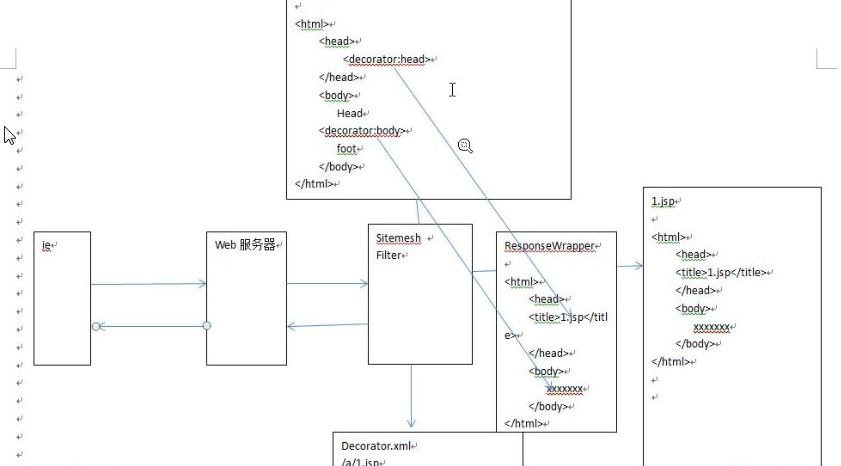 <html>
<head>
<decorator:head>
</head>
<body>
Head
<decorator:body>
foot
</body>
</html>
ie
Web 服务器
Sitemesh
Filter
ResponseWrapper
<html>
<head>
<title>1.jsp</titl
e>
</head>
<body>
xxxxxxx
</body>
</html>
1.jsp
<html>
<head>
<title>1.jsp</title>
</head>
<body>
xxxxxxx
</body>
</html>
Decorator.xml
/a/1.jsp